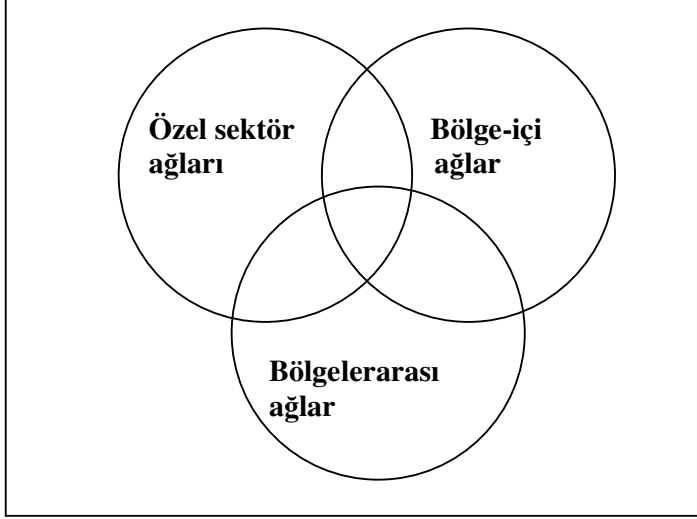 Özel sektör
ağları
Bölge-içi
ağlar
Bölgelerarası
ağlar